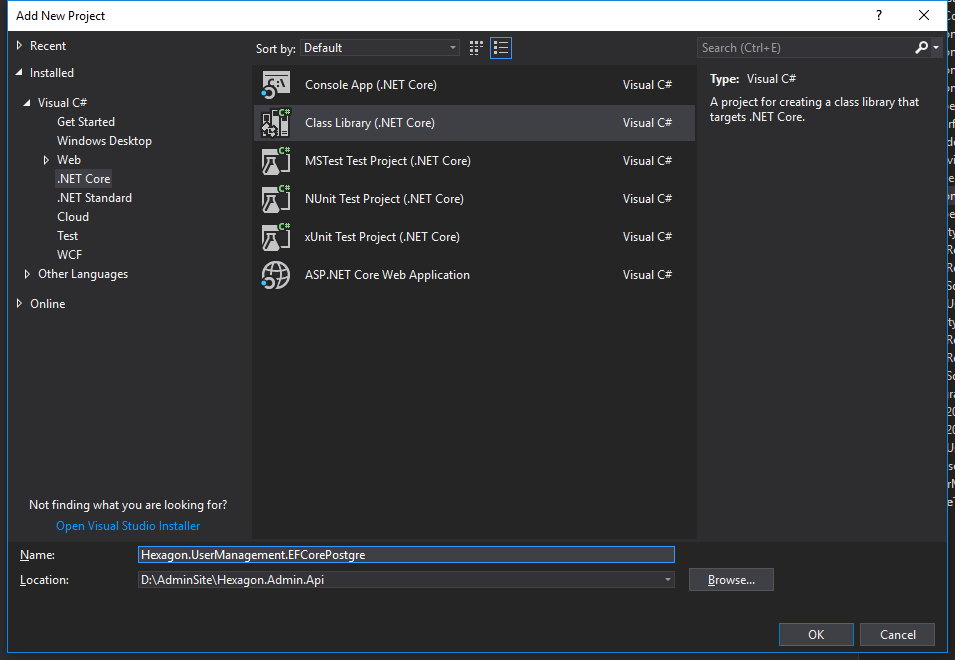 Add New Project
?
Recent
Installed
Visual C#
Get Started
Windows Desktop
Web
.NET Core
.NET Standard
Cloud
Test
WCF
Other Languages
Online
Not finding what you are looking for?
Open Visual Studio Installer
Sort by: Default
Console App (.NET Core) Visual C#
Class Library (.NET Core) Visual C#
MSTest Test Project (.NET Core) Visual C#
NUnit Test Project (.NET Core) Visual C#
xUnit Test Project (.NET Core) Visual C#
ASP.NET Core Web Application Visual C#
Search (Ctrl+E)
Type: Visual C#
A project for creating a class library that
targets .NET Core.
Name: Hexagon.UserManagement.EFCorePostgre
Location: D:\AdminSite\Hexagon.Admin.Api
Browse...
OK Cancel